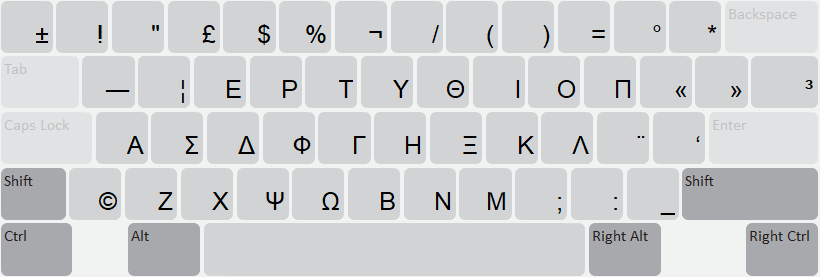 ± ! " £ $ % ¬ / ( ) = ° * Backspace
Tab — ¦ Ε Ρ Τ Υ Θ Ι Ο Π « » ³
Caps Lock Α Σ Δ Φ Γ Η Ξ Κ Λ ¨ ‘ Enter
Shift © Ζ Χ Ψ Ω Β Ν Μ ; : _ Shift
Ctrl Alt Right Alt Right Ctrl